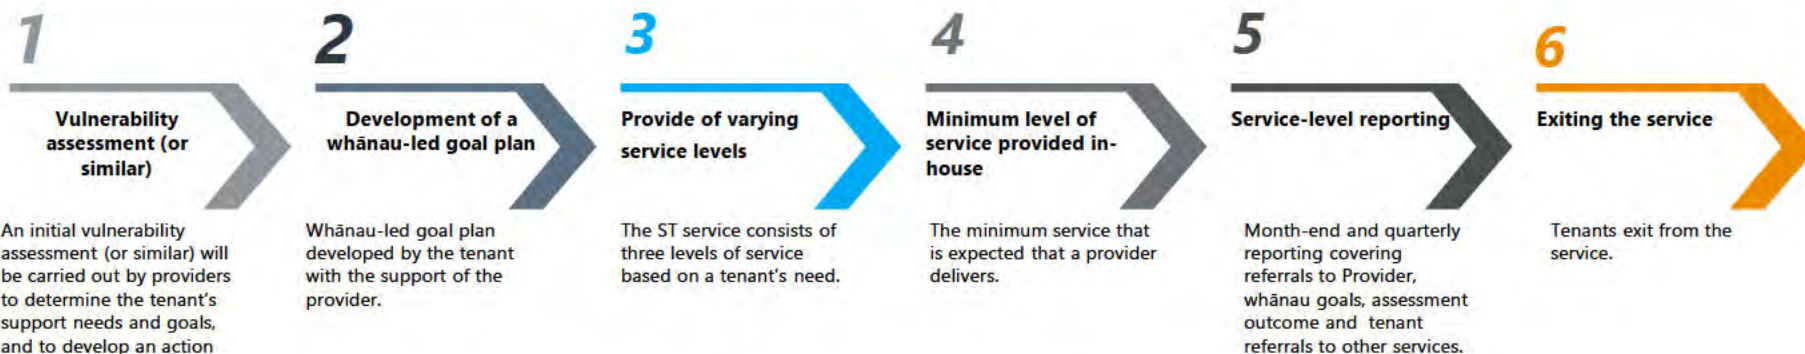 1
Vulnerability
assessment (or
similar)
An initial vulnerability
assessment (or similar) will
be carried out by providers
to determine the tenant's
support needs and goals,
and to develop an action
2
Development of a
whānau-led goal plan
Whānau-led goal plan
developed by the tenant
with the support of the
provider.
3
Provide of varying
service levels
The ST service consists of
three levels of service
based on a tenant's need.
4
Minimum level of
service provided in-
house
The minimum service that
is expected that a provider
delivers.
5
Service-level reporting
Month-end and quarterly
reporting covering
referrals to Provider,
whānau goals, assessment
outcome and tenant
referrals to other services.
6
Exiting the service
Tenants exit from the
service.